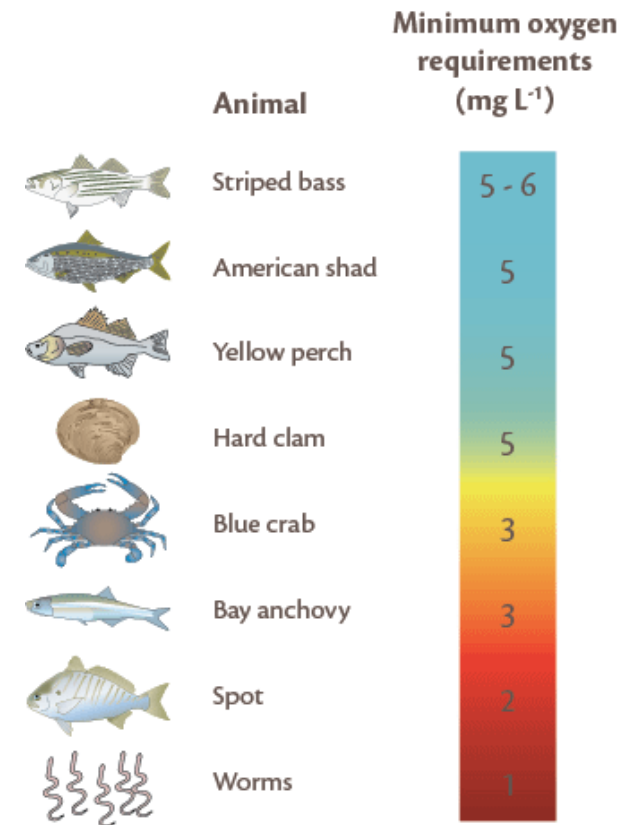 Minimum oxygen
requirements
(mg L⁻¹)
Animal
Striped bass 5 - 6
American shad 5
Yellow perch 5
Hard clam 5
Blue crab 3
Bay anchovy 3
Spot 2
Worms 1